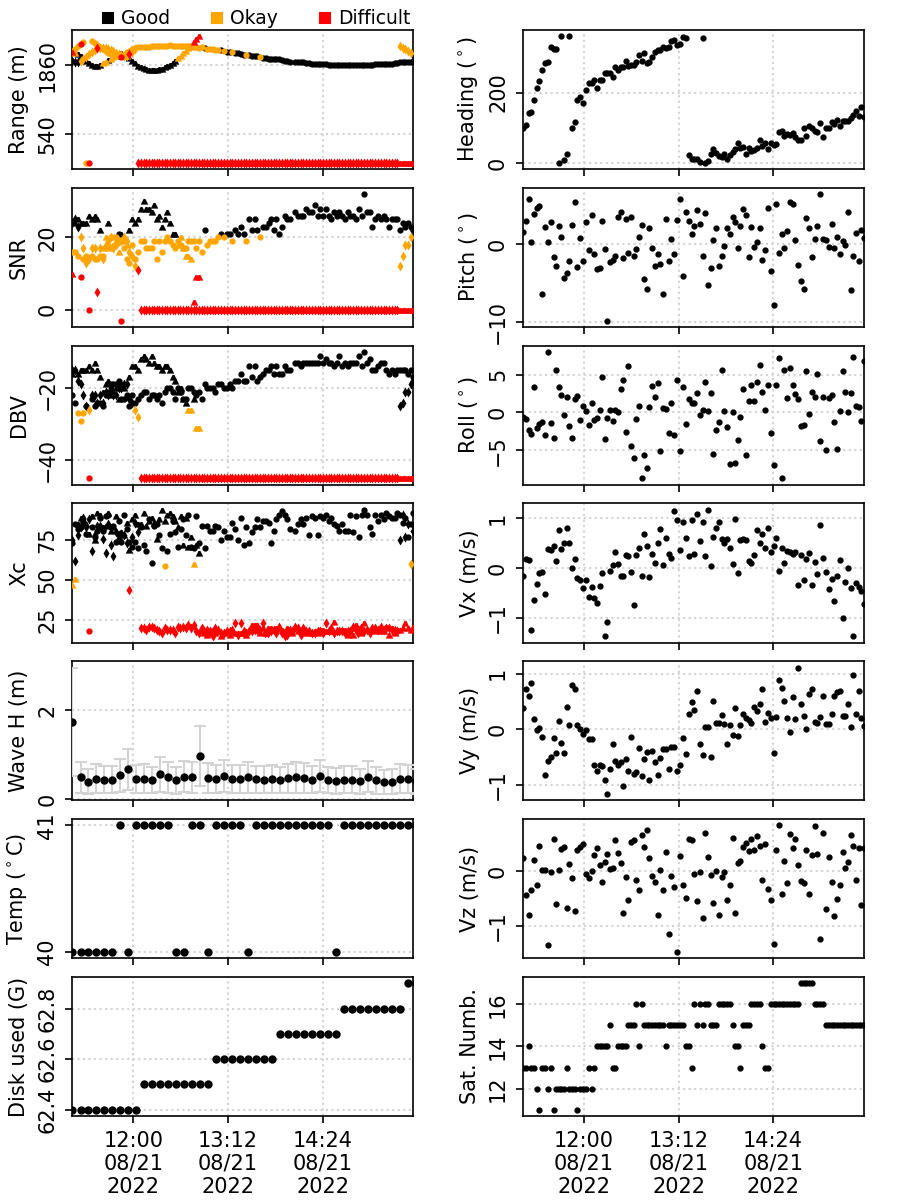 Good Okay Difficult
Range (m)
1860
540
Heading (°)
200
0
SNR
20
0
Pitch (°)
0
−10
DBV
−20
−40
Roll (°)
5
0
−5
Xc
75
50
25
Vx (m/s)
1
0
−1
Wave H (m)
2
0
Vy (m/s)
1
0
−1
Temp (°C)
41
40
Vz (m/s)
0
−1
Disk used (G)
62.8
62.6
62.4
Sat. Numb.
16
14
12
12:00 13:12 14:24
08/21 08/21 08/21
2022 2022 2022
12:00 13:12 14:24
08/21 08/21 08/21
2022 2022 2022